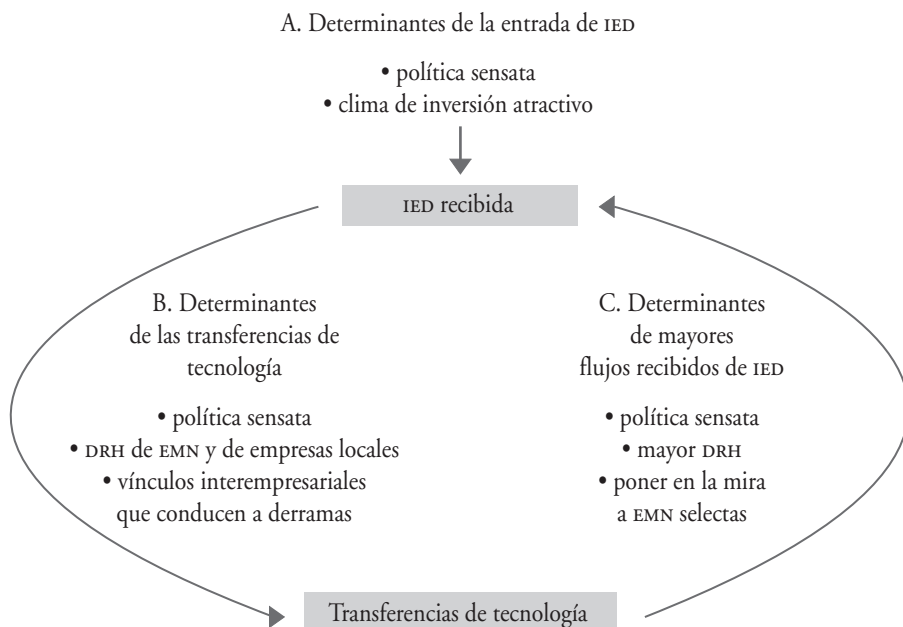 A. Determinantes de la entrada de IED
• política sensata
• clima de inversión atractivo
IED recibida
B. Determinantes
de las transferencias de
tecnología
• política sensata
• DRH de EMN y de empresas locales
• vínculos interempresariales
que conducen a derramas
C. Determinantes
de mayores
flujos recibidos de IED
• política sensata
• mayor DRH
• poner en la mira
a EMN selectas
Transferencias de tecnología